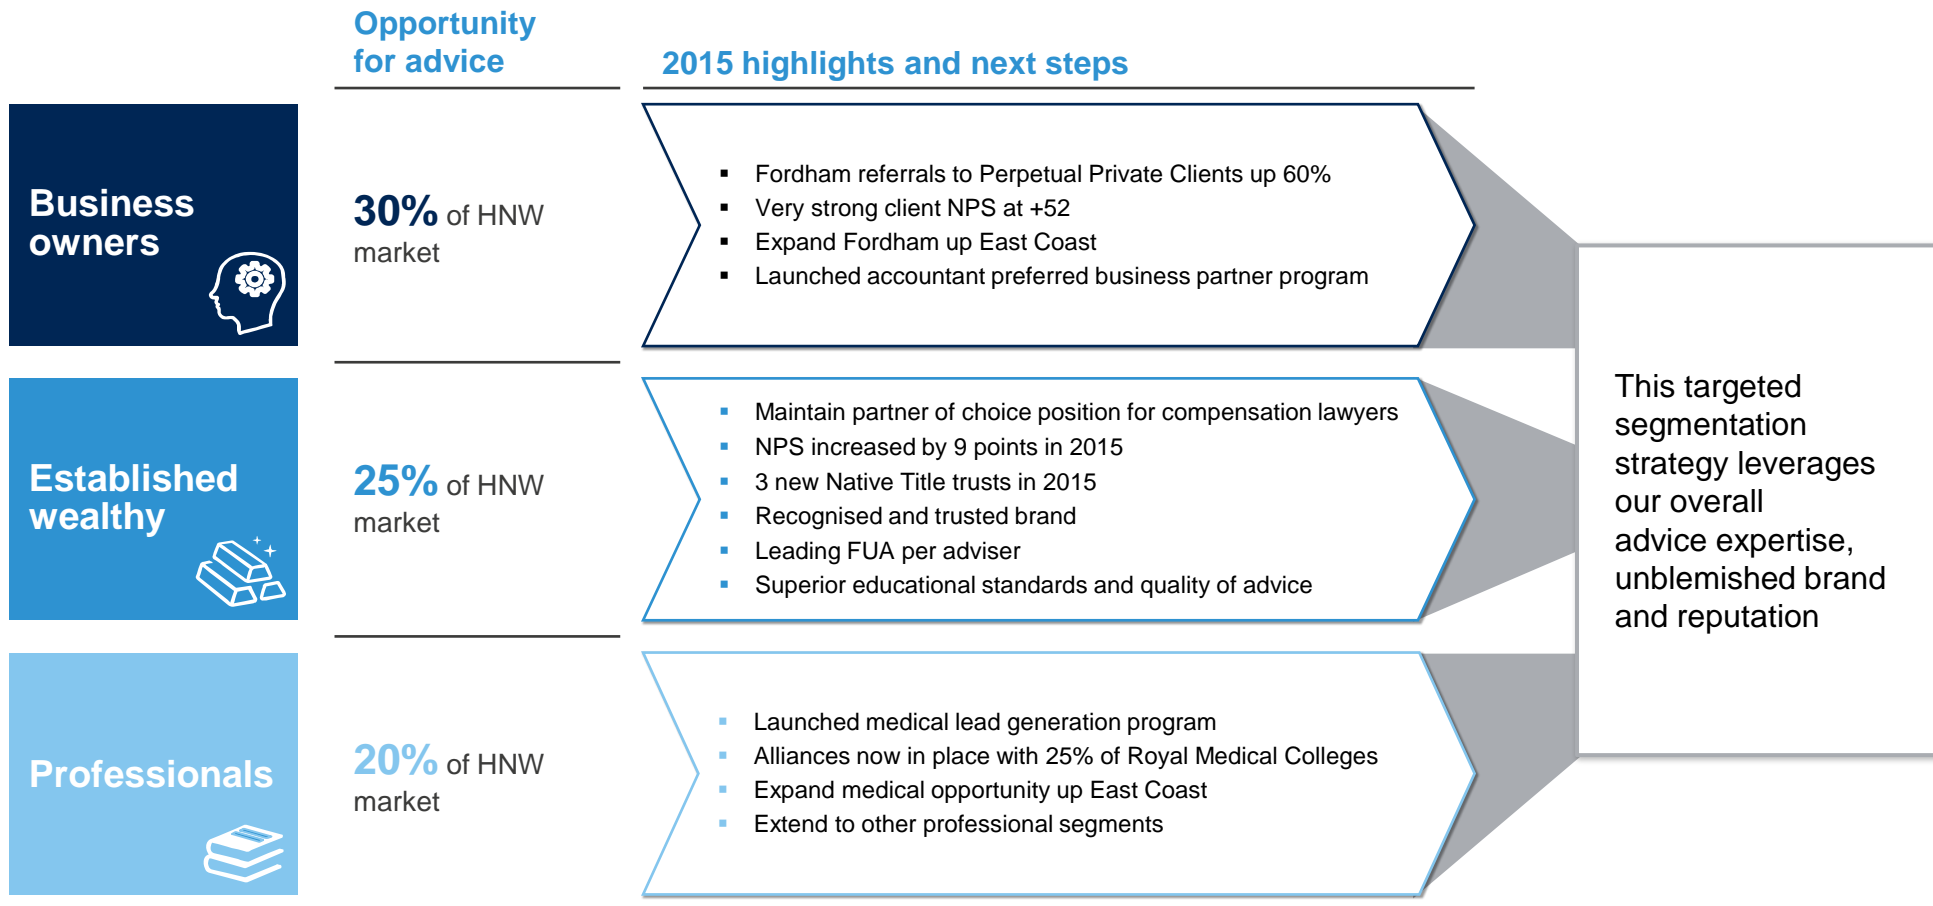 Opportunity
for advice
2015 highlights and next steps
Business
owners
30% of HNW
market
▪ Fordham referrals to Perpetual Private Clients up 60%
▪ Very strong client NPS at +52
▪ Expand Fordham up East Coast
▪ Launched accountant preferred business partner program
Established
wealthy
25% of HNW
market
▪ Maintain partner of choice position for compensation lawyers
▪ NPS increased by 9 points in 2015
▪ 3 new Native Title trusts in 2015
▪ Recognised and trusted brand
▪ Leading FUA per adviser
▪ Superior educational standards and quality of advice
Professionals
20% of HNW
market
▪ Launched medical lead generation program
▪ Alliances now in place with 25% of Royal Medical Colleges
▪ Expand medical opportunity up East Coast
▪ Extend to other professional segments
This targeted
segmentation
strategy leverages
our overall
advice expertise,
unblemished brand
and reputation